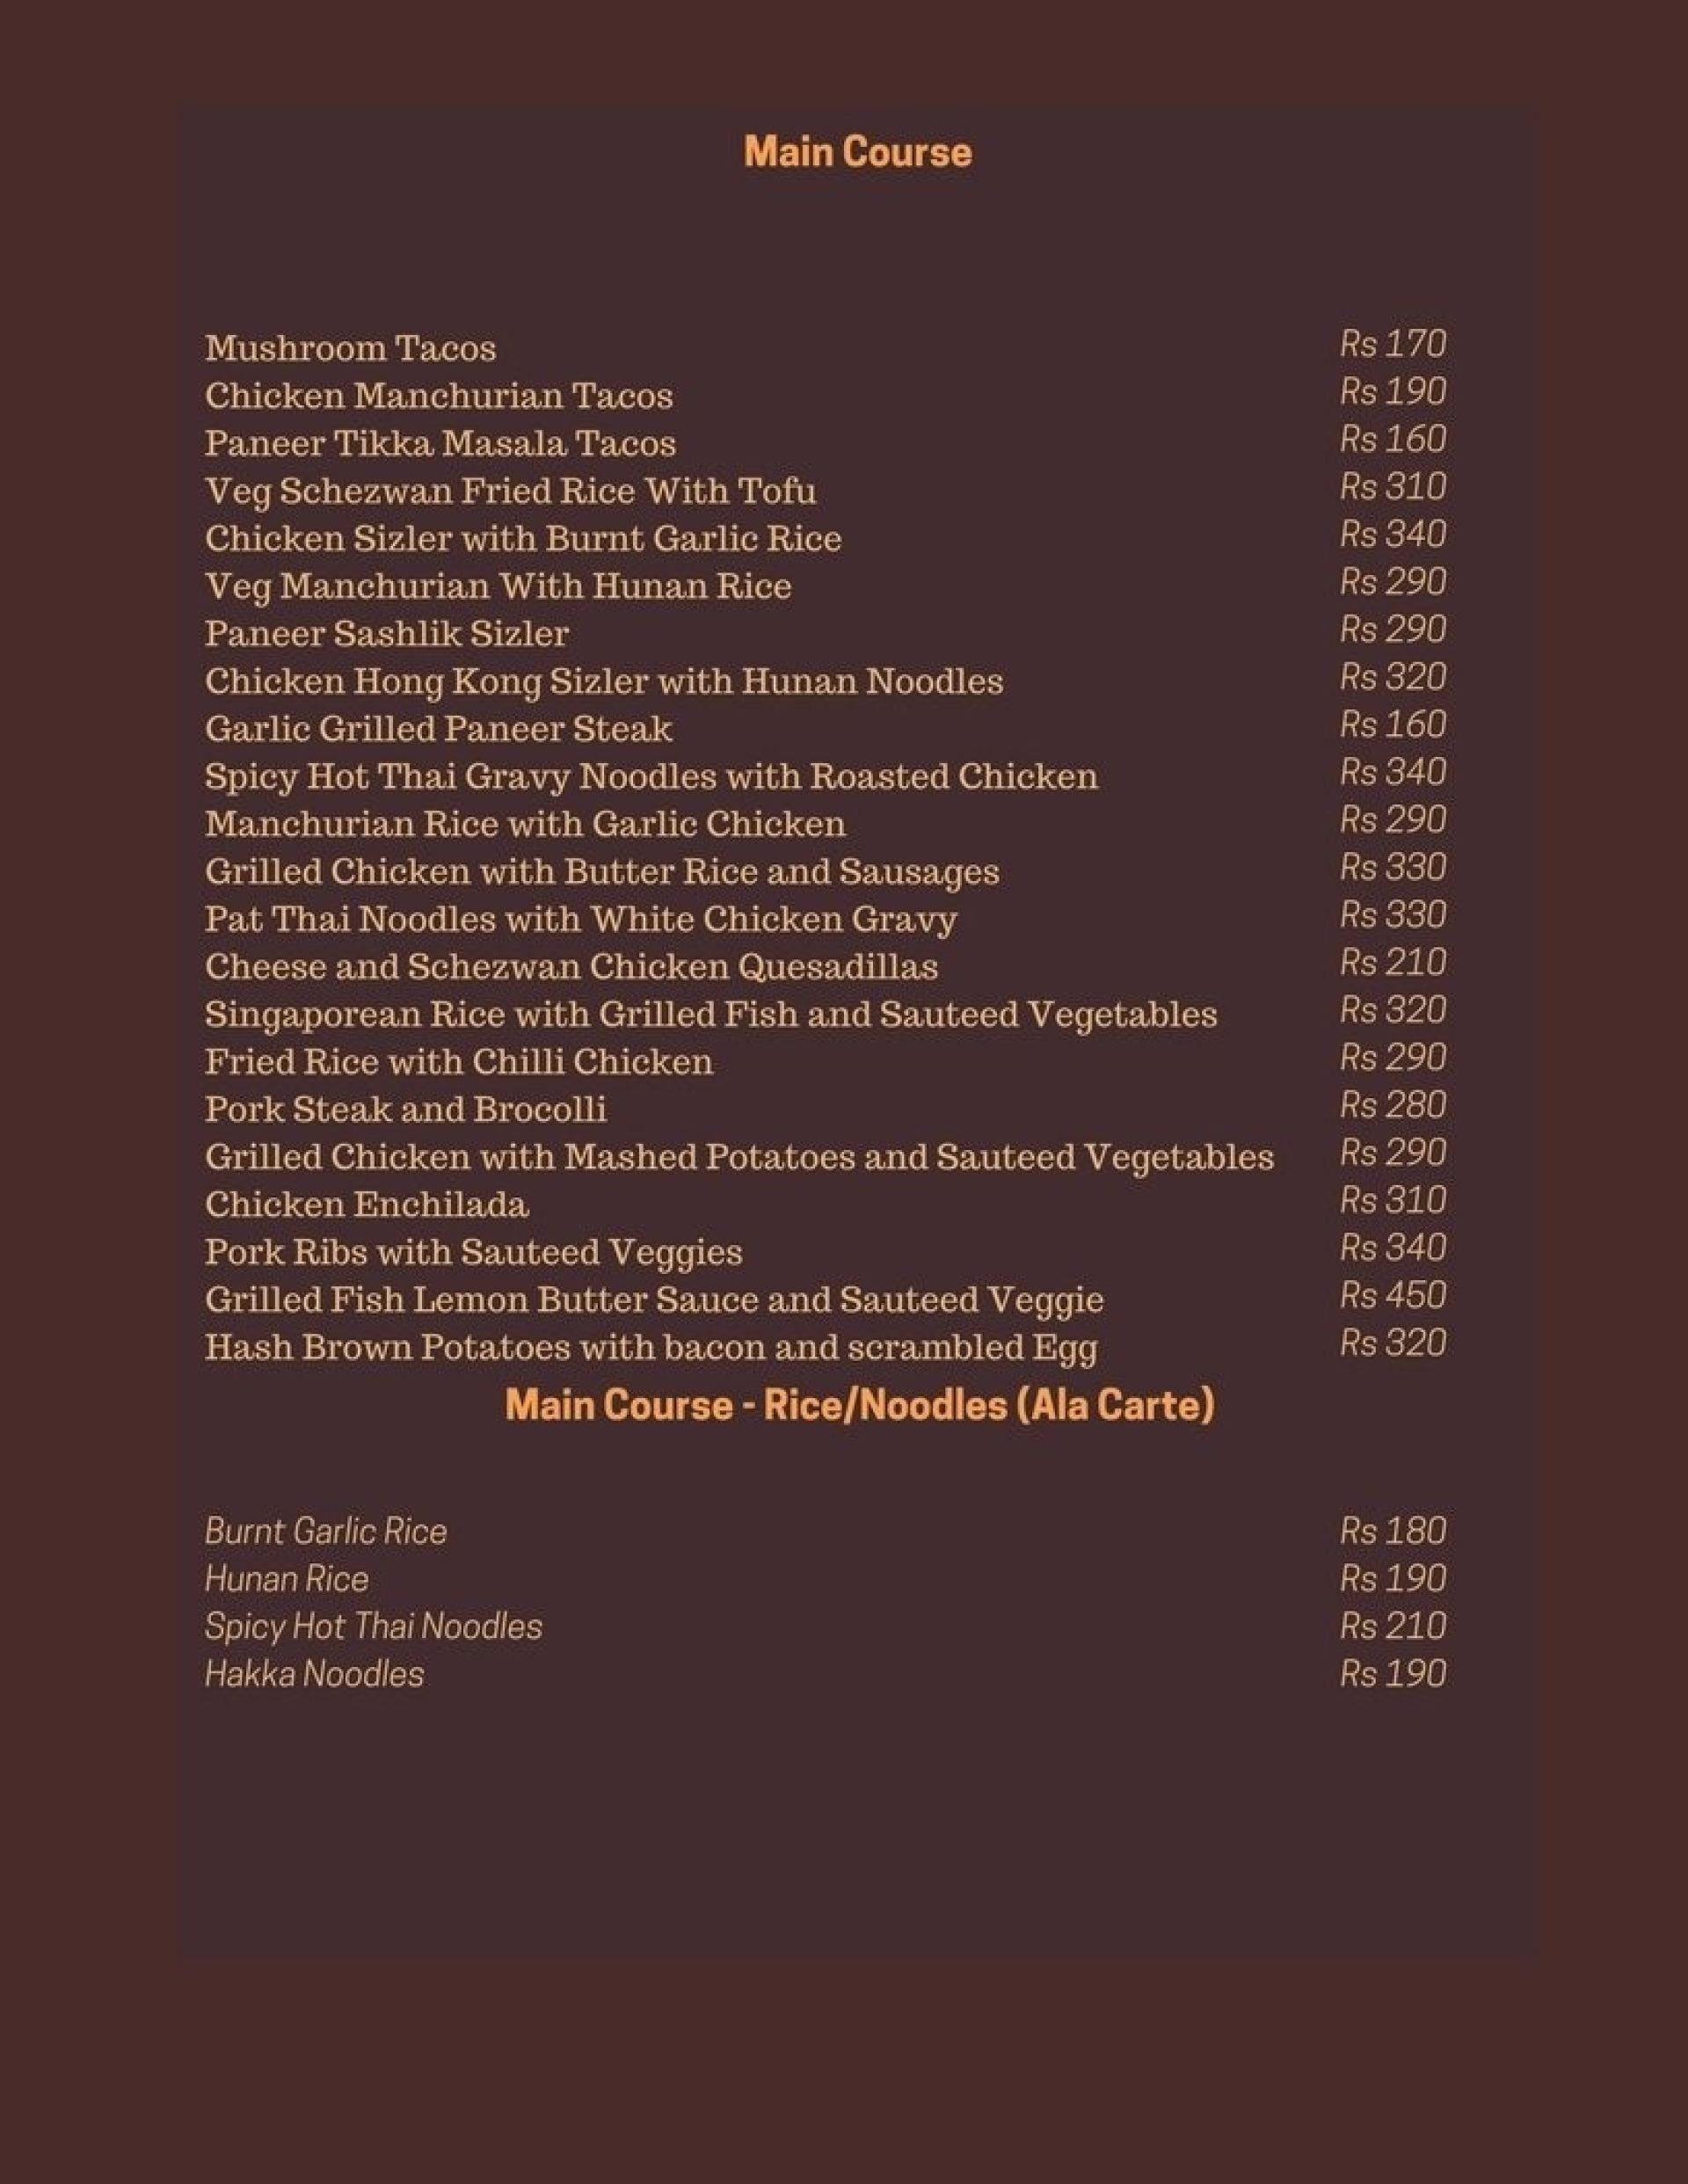 Main Course
Mushroom Tacos Rs 170
Chicken Manchurian Tacos Rs 190
Paneer Tikka Masala Tacos Rs 160
Veg Schezwan Fried Rice With Tofu Rs 310
Chicken Sizler with Burnt Garlic Rice Rs 340
Veg Manchurian With Hunan Rice Rs 290
Paneer Sashlik Sizler Rs 290
Chicken Hong Kong Sizler with Hunan Noodles Rs 320
Garlic Grilled Paneer Steak Rs 160
Spicy Hot Thai Gravy Noodles with Roasted Chicken Rs 340
Manchurian Rice with Garlic Chicken Rs 290
Grilled Chicken with Butter Rice and Sausages Rs 330
Pat Thai Noodles with White Chicken Gravy Rs 330
Cheese and Schezwan Chicken Quesadillas Rs 210
Singaporean Rice with Grilled Fish and Sauteed Vegetables Rs 320
Fried Rice with Chilli Chicken Rs 290
Pork Steak and Brocolli Rs 280
Grilled Chicken with Mashed Potatoes and Sauteed Vegetables Rs 290
Chicken Enchilada Rs 310
Pork Ribs with Sauteed Veggies Rs 340
Grilled Fish Lemon Butter Sauce and Sauteed Veggie Rs 450
Hash Brown Potatoes with bacon and scrambled Egg Rs 320
Main Course - Rice/Noodles (Ala Carte)
Burnt Garlic Rice Rs 180
Hunan Rice Rs 190
Spicy Hot Thai Noodles Rs 210
Hakka Noodles Rs 190